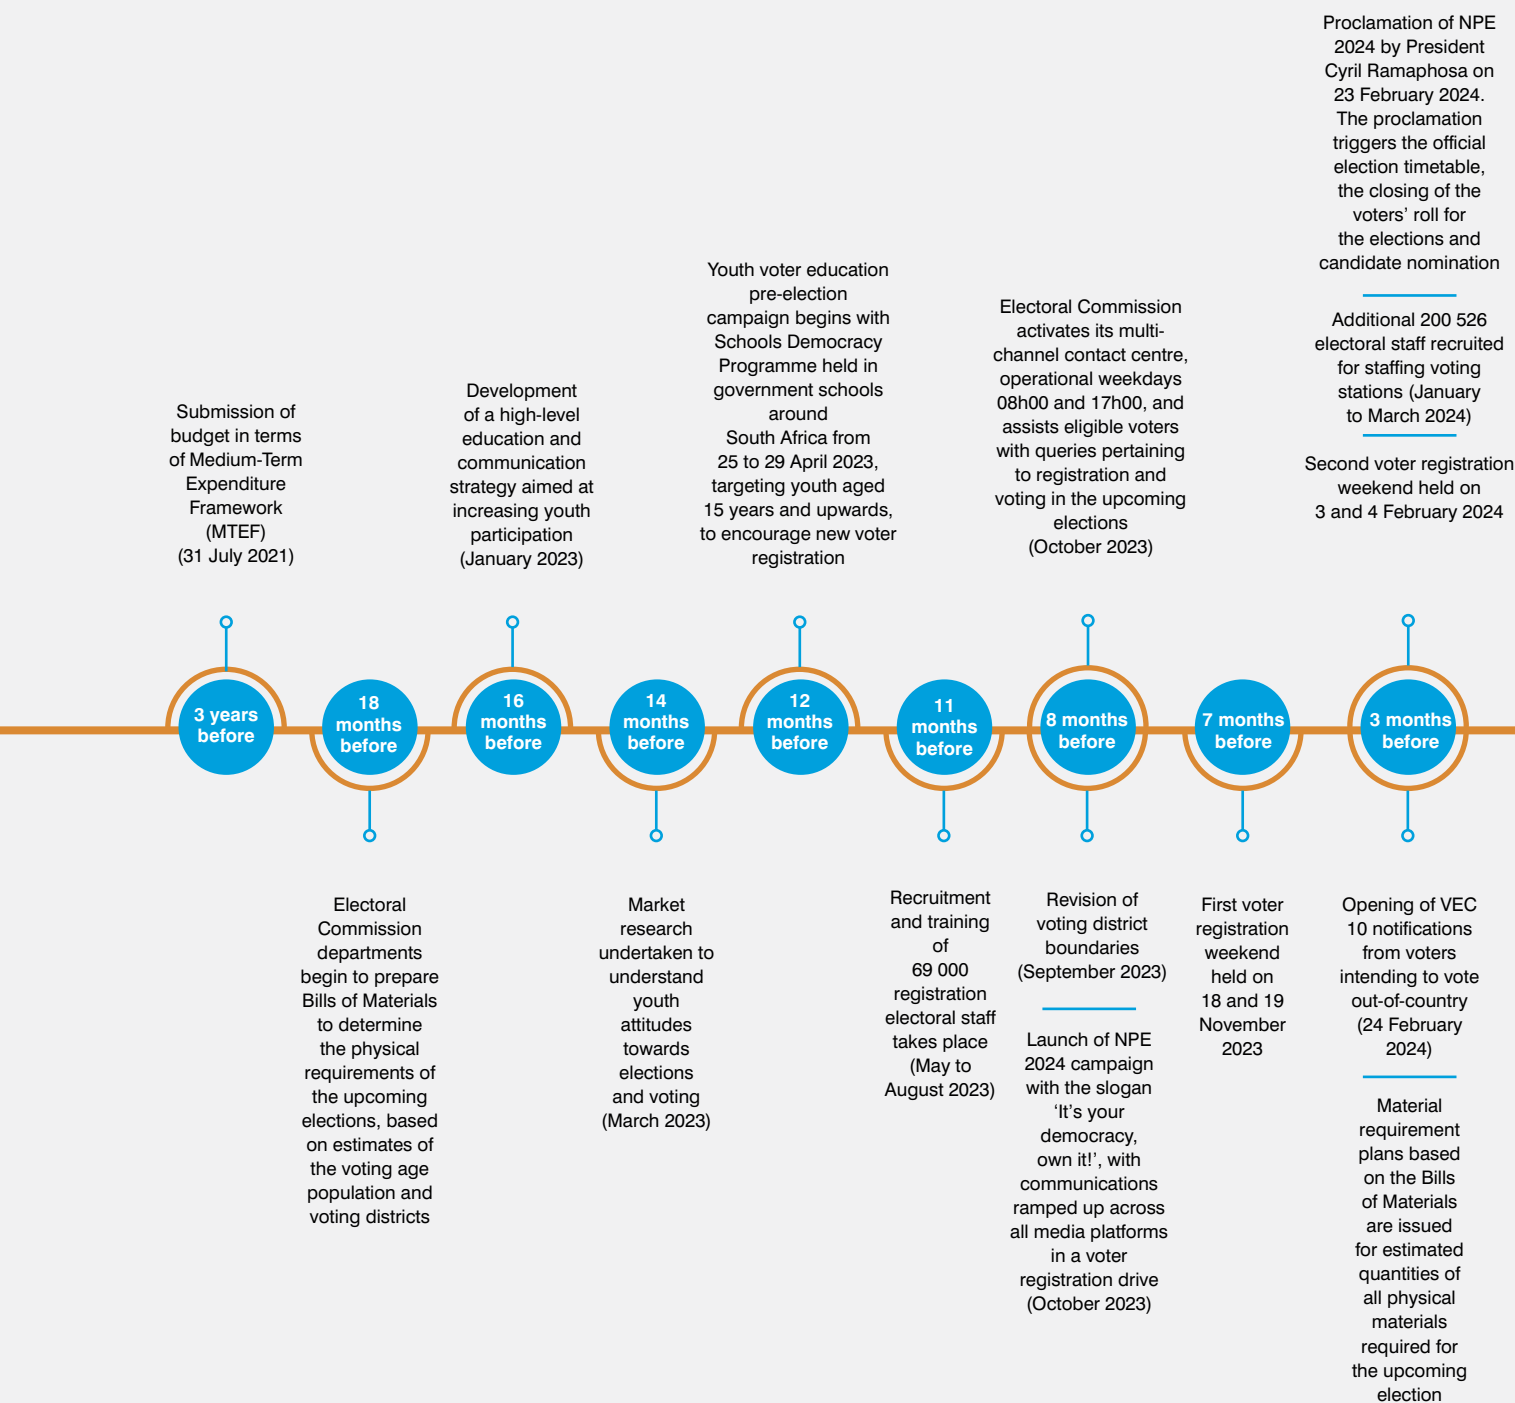 Submission of
budget in terms
of Medium-Term
Expenditure
Framework
(MTEF)
(31 July 2021)
Development
of a high-level
education and
communication
strategy aimed at
increasing youth
participation
(January 2023)
Youth voter education
pre-election
campaign begins with
Schools Democracy
Programme held in
government schools
around
South Africa from
25 to 29 April 2023,
targeting youth aged
15 years and upwards,
to encourage new voter
registration
Electoral Commission
activates its multi-
channel contact centre,
operational weekdays
08h00 and 17h00, and
assists eligible voters
with queries pertaining
to registration and
voting in the upcoming
elections
(October 2023)
Proclamation of NPE
2024 by President
Cyril Ramaphosa on
23 February 2024.
The proclamation
triggers the official
election timetable,
the closing of the
voters’ roll for
the elections and
candidate nomination
Additional 200 526
electoral staff recruited
for staffing voting
stations (January
to March 2024)
Second voter registration
weekend held on
3 and 4 February 2024
3 years
before
18
months
before
16
months
before
14
months
before
12
months
before
11
months
before
8 months
before
7 months
before
3 months
before
Electoral
Commission
departments
begin to prepare
Bills of Materials
to determine
the physical
requirements of
the upcoming
elections, based
on estimates of
the voting age
population and
voting districts
Market
research
undertaken to
understand
youth
attitudes
towards
elections
and voting
(March 2023)
Recruitment
and training
of
69 000
registration
electoral staff
takes place
(May to
August 2023)
Revision of
voting district
boundaries
(September 2023)
Launch of NPE
2024 campaign
with the slogan
‘It’s your
democracy,
own it!’, with
communications
ramped up across
all media platforms
in a voter
registration drive
(October 2023)
First voter
registration
weekend
held on
18 and 19
November
2023
Opening of VEC
10 notifications
from voters
intending to vote
out-of-country
(24 February
2024)
Material
requirement
plans based
on the Bills
of Materials
are issued
for estimated
quantities of
all physical
materials
required for
the upcoming
election